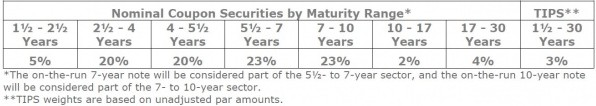 Nominal Coupon Securities by Maturity Range* TIPS**
1½ - 2½ 2½ - 4 4 - 5½ 5½ - 7 7 - 10 10 - 17 17 - 30 1½ - 30
Years Years Years Years Years Years Years Years
5% 20% 20% 23% 23% 2% 4% 3%
*The on-the-run 7-year note will be considered part of the 5½- to 7-year sector, and the on-the-run 10-year note
will be considered part of the 7- to 10-year sector.
**TIPS weights are based on unadjusted par amounts.